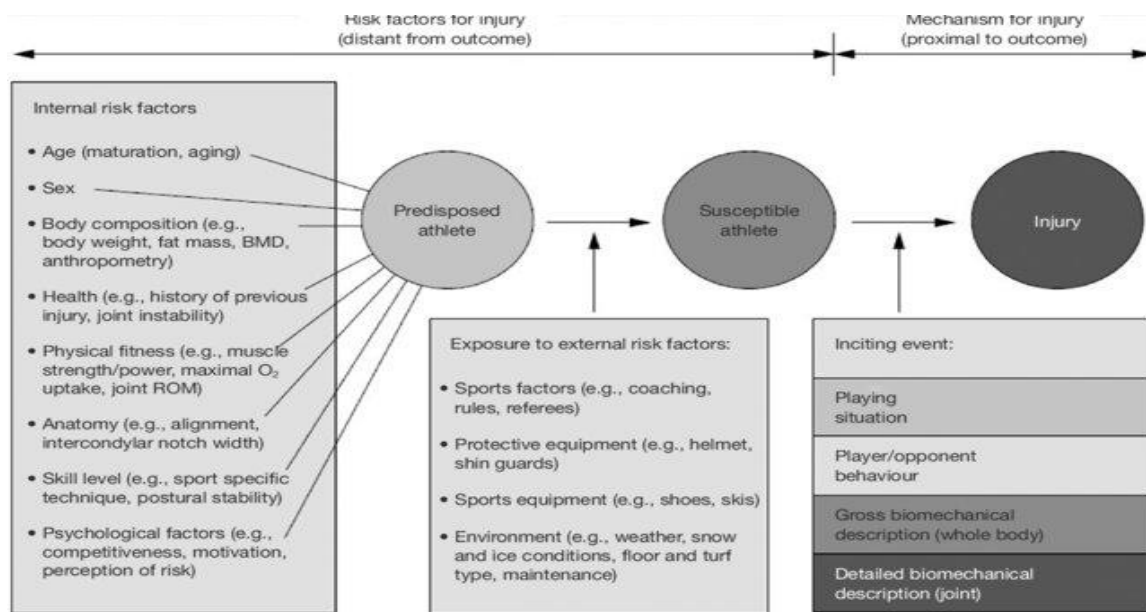 Risk factors for injury
(distant from outcome)
Mechanism for injury
(proximal to outcome)
Internal risk factors
• Age (maturation, aging)
• Sex
• Body composition (e.g.,
body weight, fat mass, BMD,
anthropometry)
• Health (e.g., history of previous
injury, joint instability)
• Physical fitness (e.g., muscle
strength/power, maximal O₂
uptake, joint ROM)
• Anatomy (e.g., alignment,
intercondylar notch width)
• Skill level (e.g., sport specific
technique, postural stability)
• Psychological factors (e.g.,
competitiveness, motivation,
perception of risk)
Predisposed
athlete
Susceptible
athlete
Injury
Exposure to external risk factors:
• Sports factors (e.g., coaching,
rules, referees)
• Protective equipment (e.g., helmet,
shin guards)
• Sports equipment (e.g., shoes, skis)
• Environment (e.g., weather, snow
and ice conditions, floor and turf
type, maintenance)
Inciting event:
Playing
situation
Player/opponent
behaviour
Gross biomechanical
description (whole body)
Detailed biomechanical
description (joint)